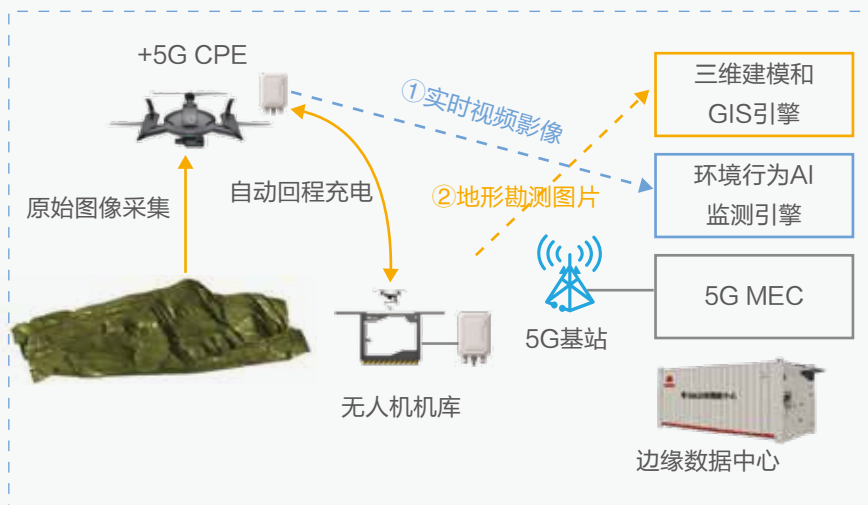 +5G CPE
①实时视频影像
三维建模和
GIS引擎
原始图像采集
自动回程充电
②地形勘测图片
环境行为AI
监测引擎
5G MEC
5G基站
无人机机库
边缘数据中心